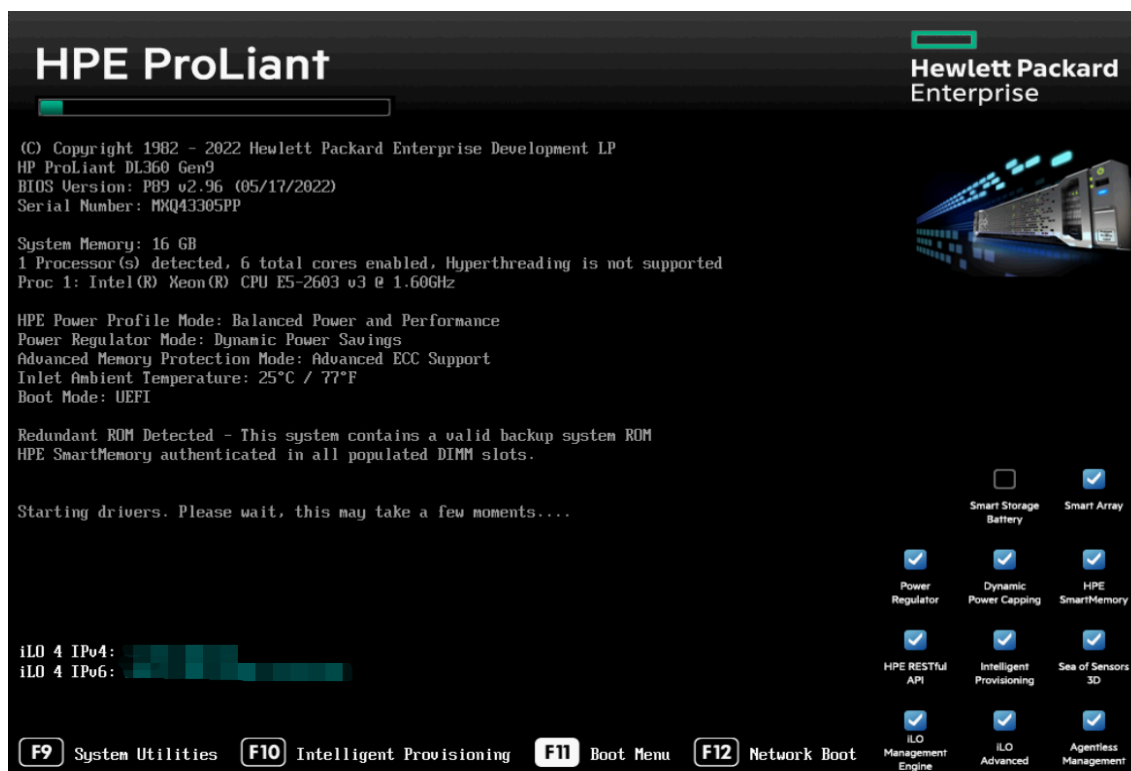 HPE ProLiant
Hewlett Packard
Enterprise
(C) Copyright 1982 - 2022 Hewlett Packard Enterprise Development LP
HP ProLiant DL360 Gen9
BIOS Version: P89 v2.96 (05/17/2022)
Serial Number: MXQ43305PP
System Memory: 16 GB
1 Processor(s) detected, 6 total cores enabled, Hyperthreading is not supported
Proc 1: Intel(R) Xeon(R) CPU E5-2603 v3 @ 1.60GHz
HPE Power Profile Mode: Balanced Power and Performance
Power Regulator Mode: Dynamic Power Savings
Advanced Memory Protection Mode: Advanced ECC Support
Inlet Ambient Temperature: 25°C / 77°F
Boot Mode: UEFI
Redundant ROM Detected - This system contains a valid backup system ROM
HPE SmartMemory authenticated in all populated DIMM slots.
Starting drivers. Please wait, this may take a few moments....
Smart Storage
Battery
Smart Array
Power
Regulator
Dynamic
Power Capping
HPE
SmartMemory
HPE RESTful
API
Intelligent
Provisioning
Sea of Sensors
3D
iLO
Management
Engine
iLO
Advanced
Agentless
Management
iLO 4 IPv4:
iLO 4 IPv6:
F9 System Utilities F10 Intelligent Provisioning F11 Boot Menu F12 Network Boot